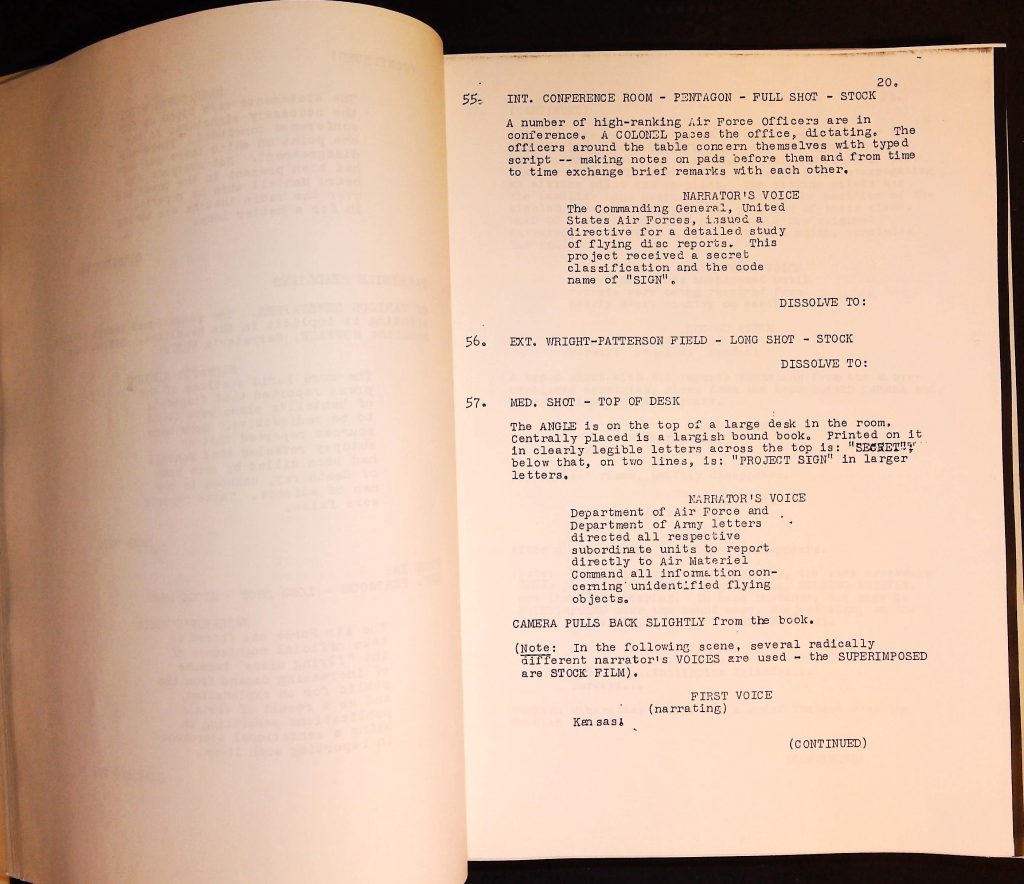 20.
55. INT. CONFERENCE ROOM - PENTAGON - FULL SHOT - STOCK
A number of high-ranking Air Force Officers are in
conference. A COLONEL paces the office, dictating. The
officers around the table concern themselves with typed
script -- making notes on pads before them and from time
to time exchange brief remarks with each other.
NARRATOR'S VOICE
The Commanding General, United
States Air Forces, issued a
directive for a detailed study
of flying disc reports. This
project received a secret
classification and the code
name of "SIGN".
DISSOLVE TO:
56. EXT. WRIGHT-PATTERSON FIELD - LONG SHOT - STOCK
DISSOLVE TO:
57. MED. SHOT - TOP OF DESK
The ANGLE is on the top of a large desk in the room.
Centrally placed is a largish bound book. Printed on it
in clearly legible letters across the top is: "SECRET";
below that, on two lines, is: "PROJECT SIGN" in larger
letters.
NARRATOR'S VOICE
Department of Air Force and
Department of Army letters
directed all respective
subordinate units to report
directly to Air Materiel
Command all information con-
cerning unidentified flying
objects.
CAMERA PULLS BACK SLIGHTLY from the book.
(Note: In the following scene, several radically
different narrator's VOICES are used - the SUPERIMPOSED
are STOCK FILM).
FIRST VOICE
(narrating)
Kansas!
(CONTINUED)